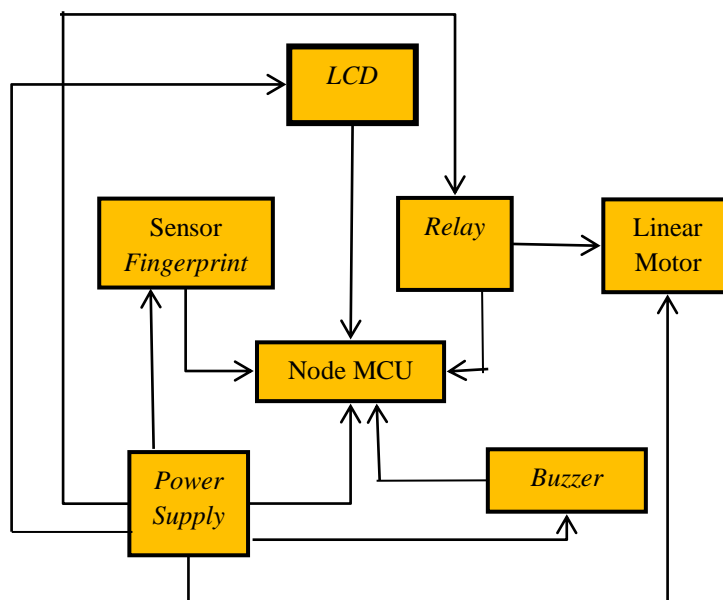 LCD
Sensor
Fingerprint
Relay
Linear
Motor
Node MCU
Power
Supply
Buzzer